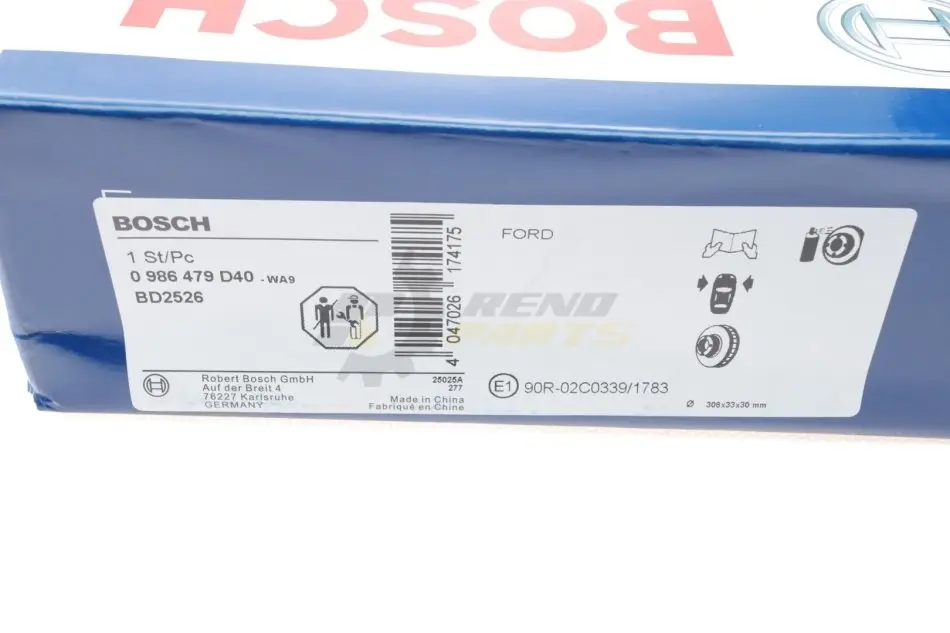 BOSCH
BOSCH
1 St/Pc
0 986 479 D40 -WA9
BD2526
4 047026 174175
FORD
Robert Bosch GmbH
Auf der Breit 4
76227 Karlsruhe
GERMANY
25025A
277
Made in China
Fabriqué en Chine
E1 90R-02C0339/1783
Ø 308x33x30 mm
TREND
PARTS